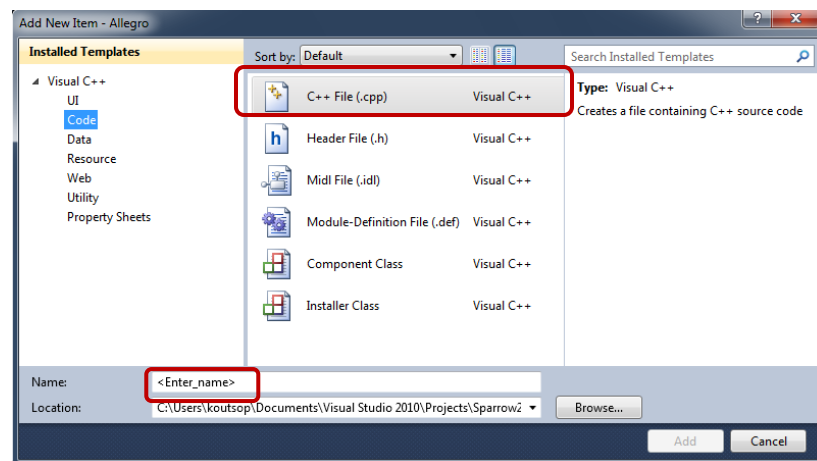 Add New Item - Allegro
Installed Templates
Sort by: Default
Search Installed Templates
Visual C++
UI
Code
Data
Resource
Web
Utility
Property Sheets
C++ File (.cpp) Visual C++
Header File (.h) Visual C++
Midl File (.idl) Visual C++
Module-Definition File (.def) Visual C++
Component Class Visual C++
Installer Class Visual C++
Type: Visual C++
Creates a file containing C++ source code
Name: <Enter_name>
Location: C:\Users\koutsop\Documents\Visual Studio 2010\Projects\Sparrow2
Browse...
Add Cancel